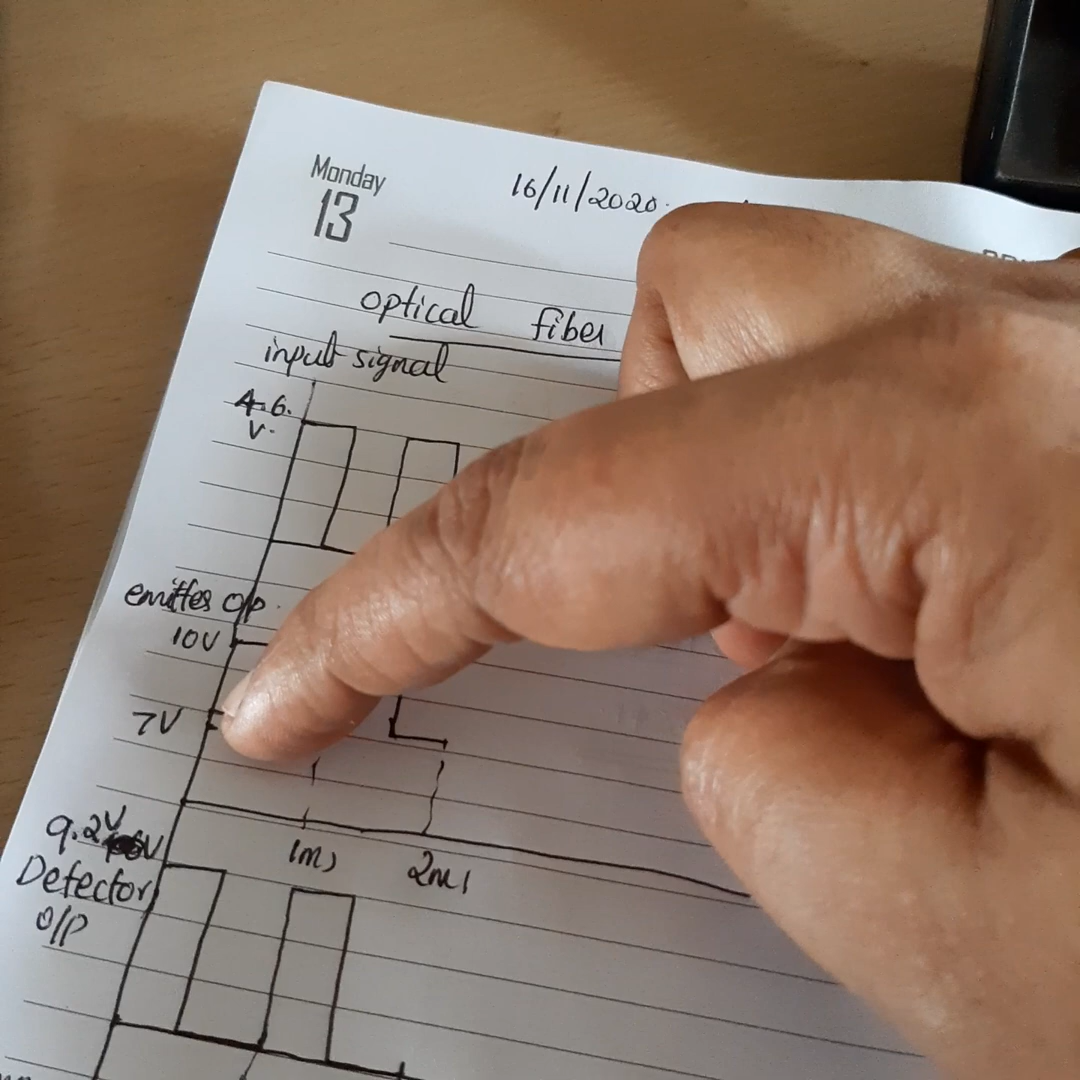 Monday
13
16/11/2020.
optical fiber
input signal
4.6.
V.
emitter O/P.
10V
7V
9.2V
Detector
O/P
1ms
2ms